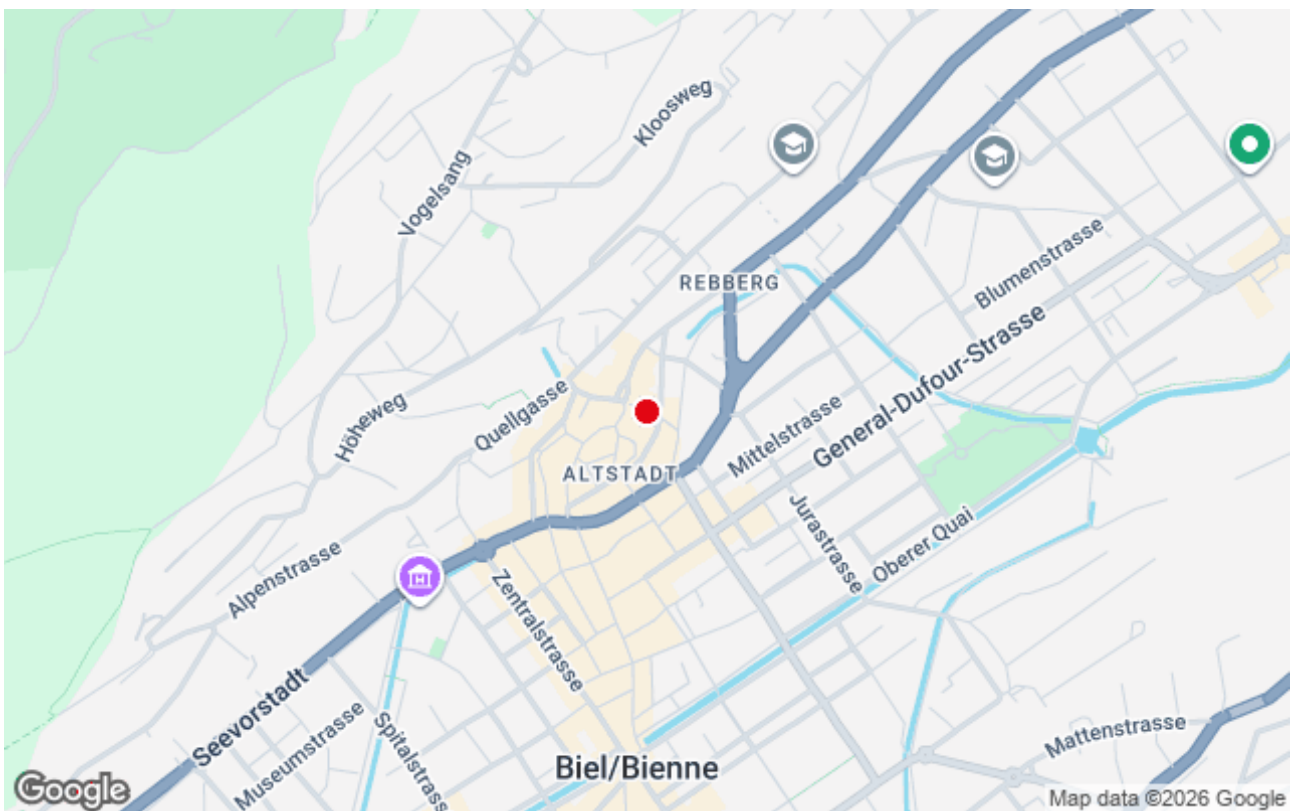 Kloosweg
Vogelsang
REBBERG
Blumenstrasse
General-Dufour-Strasse
Höheweg
Quellgasse
Mittelstrasse
ALTSTADT
Jurastrasse
Oberer Quai
Alpenstrasse
Zentralstrasse
Seevorstadt
Museumstrasse
Spitalstrasse
Mattenstrasse
Biel/Bienne
Google
Map data ©2026 Google